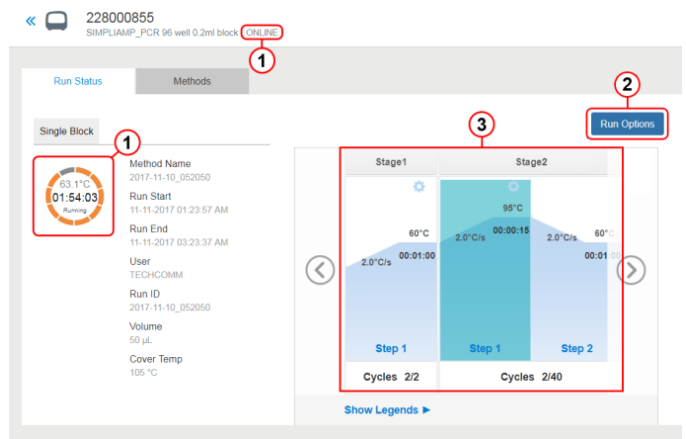 «
228000855
SIMPLIAMP_PCR 96 well 0.2ml block ONLINE
1
Run Status Methods
2
Run Options
Single Block
1
3
63.1°C
01:54:03
Running
Method Name
2017-11-10_052050
Run Start
11-11-2017 01:23:57 AM
Run End
11-11-2017 03:23:37 AM
User
TECHCOMM
Run ID
2017-11-10_052050
Volume
50 µL
Cover Temp
105 °C
Stage1 Stage2
95°C
60°C 2.0°C/s 00:00:15 2.0°C/s 60°C
2.0°C/s 00:01:00 00:01:00
Step 1 Step 1 Step 2
Cycles 2/2 Cycles 2/40
Show Legends ►